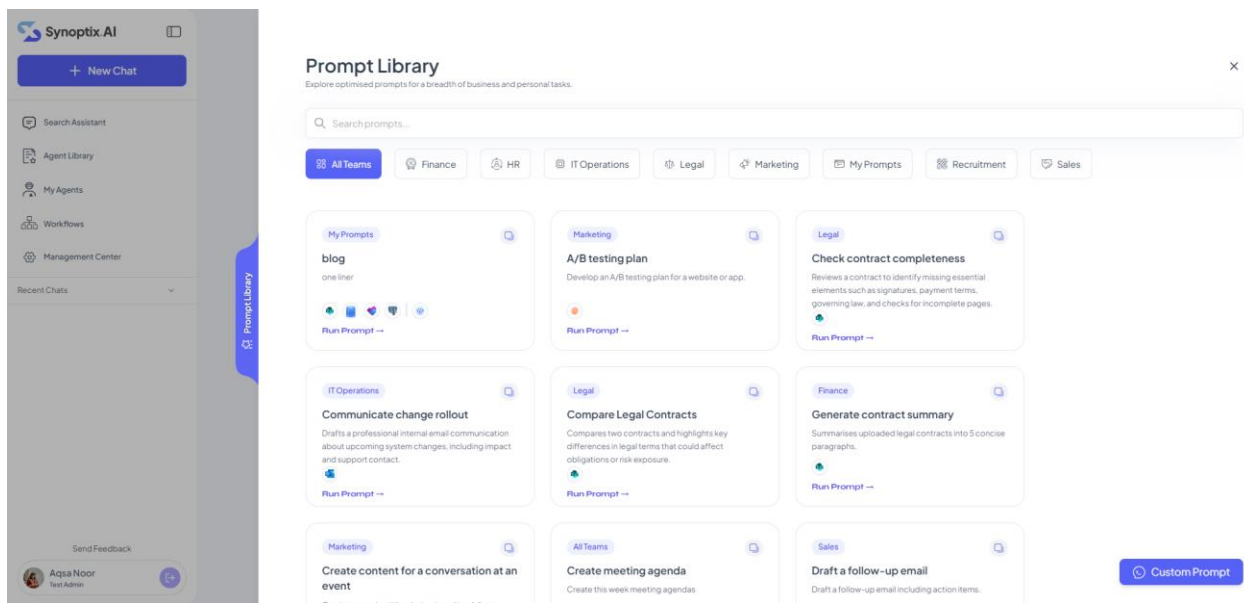 Synoptix.AI
+ New Chat
Search Assistant
Agent Library
My Agents
Workflows
Management Center
Recent Chats
Send Feedback
Aqsa Noor
Test Admin
Prompt Library
Prompt Library
Explore optimised prompts for a breadth of business and personal tasks.
Search prompts...
All Teams
Finance
HR
IT Operations
Legal
Marketing
My Prompts
Recruitment
Sales
My Prompts
blog
one liner
Run Prompt →
Marketing
A/B testing plan
Develop an A/B testing plan for a website or app.
Run Prompt →
Legal
Check contract completeness
Reviews a contract to identify missing essential
elements such as signatures, payment terms,
governing law, and checks for incomplete pages.
Run Prompt →
IT Operations
Communicate change rollout
Drafts a professional internal email communication
about upcoming system changes, including impact
and support contact.
Run Prompt →
Legal
Compare Legal Contracts
Compares two contracts and highlights key
differences in legal terms that could affect
obligations or risk exposure.
Run Prompt →
Finance
Generate contract summary
Summarises uploaded legal contracts into 5 concise
paragraphs.
Run Prompt →
Marketing
Create content for a conversation at an
event
All Teams
Create meeting agenda
Create this week meeting agendas
Sales
Draft a follow-up email
Draft a follow-up email including action items.
Custom Prompt